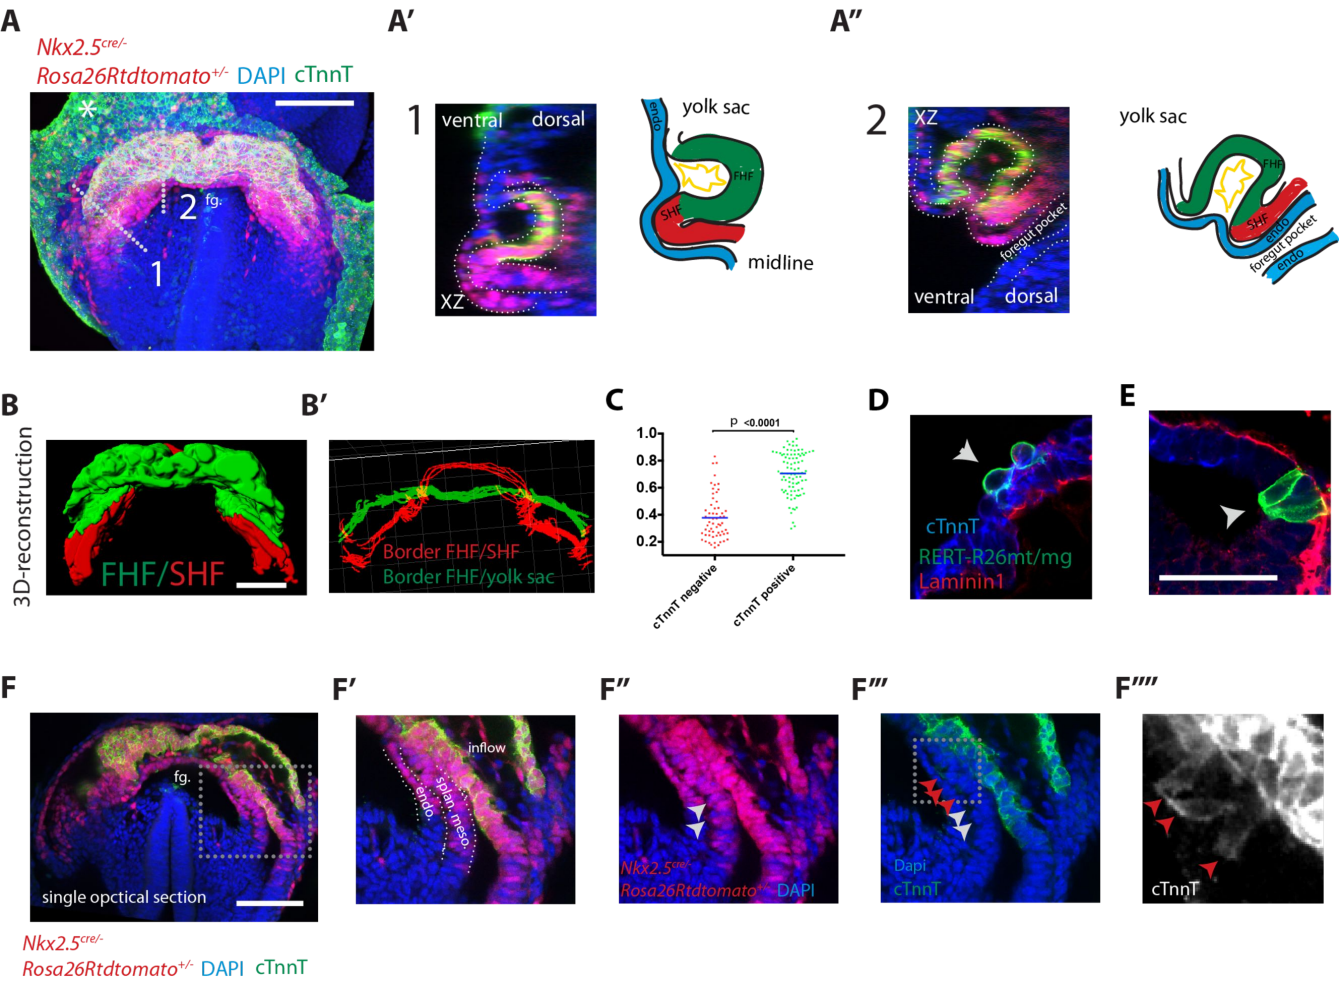 A
Nkx2.5cre/-
Rosa26Rtdtomato+/- DAPI cTnnT
*
fg.
2
1
A′
1
ventral
dorsal
XZ
endo
yolk sac
FHF
SHF
midline
A″
2
XZ
foregut pocket
ventral
dorsal
yolk sac
FHF
SHF
endo
foregut pocket
endo
B
3D-reconstruction
FHF/SHF
B′
Border FHF/SHF
Border FHF/yolk sac
C
p <0.0001
1.0
0.8
0.6
0.4
0.2
cTnnT negative
cTnnT positive
D
cTnnT
RERT-R26mt/mg
Laminin1
E
F
fg.
single opctical section
Nkx2.5cre/-
Rosa26Rtdtomato+/- DAPI cTnnT
F′
inflow
endo.
splan. meso.
F″
Nkx2.5cre/-
Rosa26Rtdtomato+/- DAPI
F‴
Dapi
cTnnT
F″‴
cTnnT